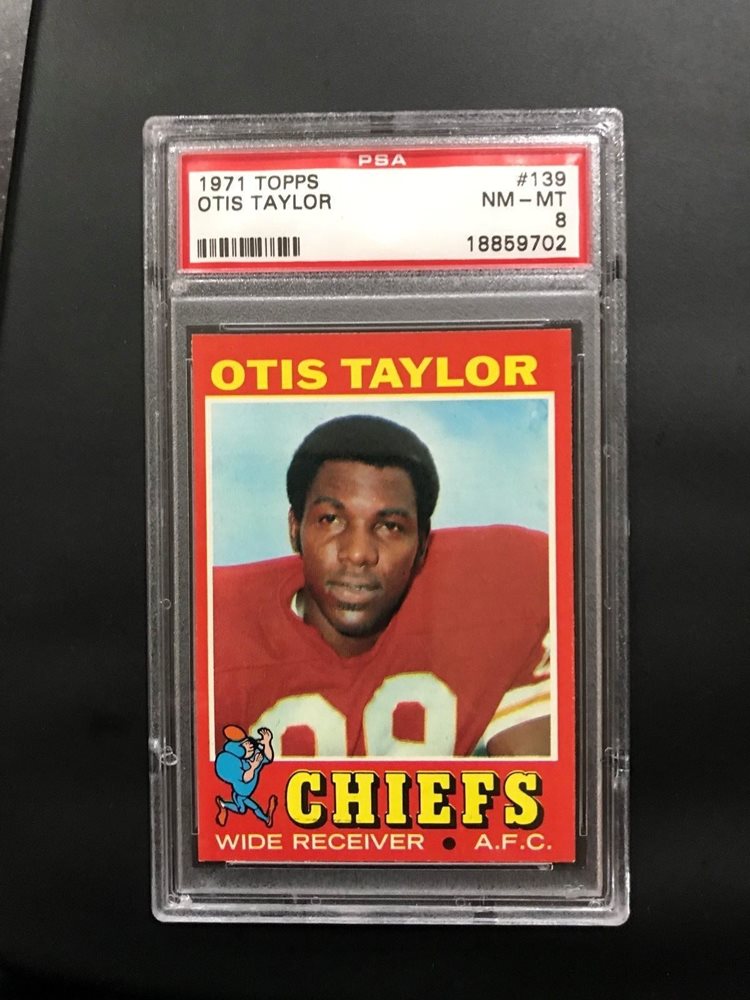 PSA
1971 TOPPS #139
OTIS TAYLOR NM-MT
8
18859702
OTIS TAYLOR
CHIEFS
WIDE RECEIVER • A.F.C.